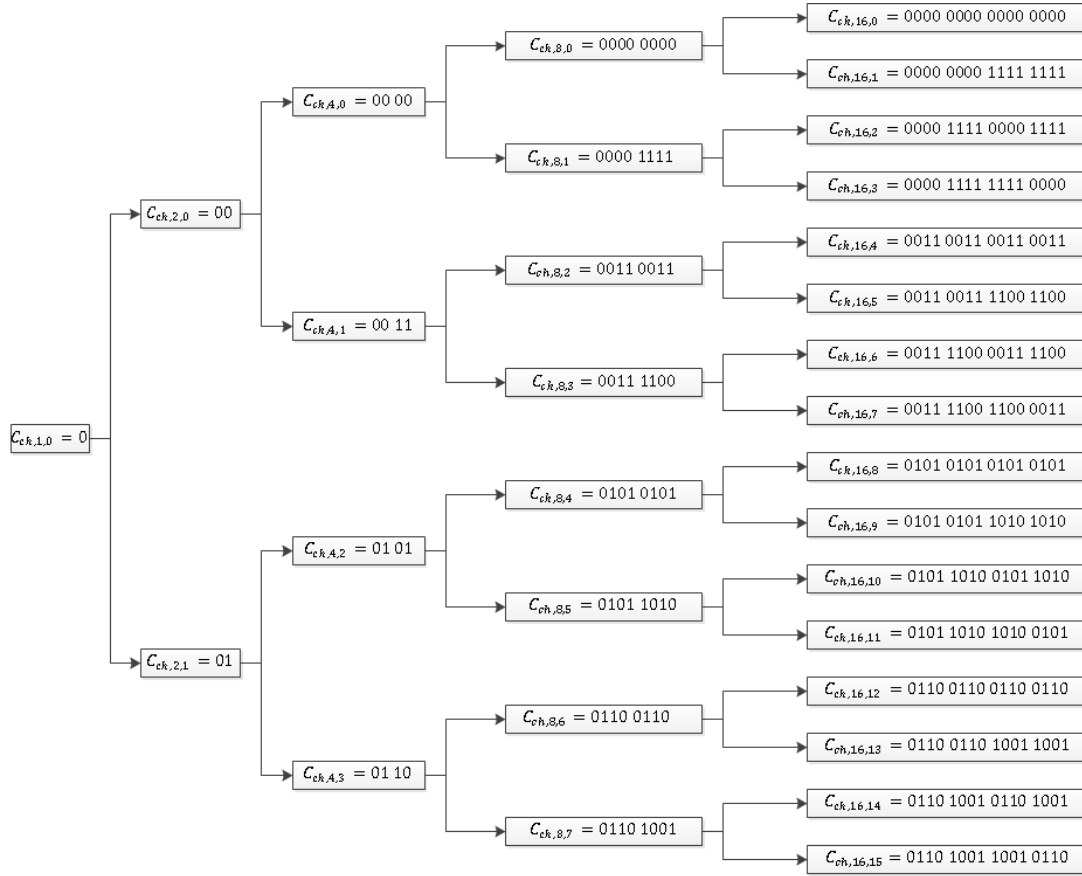 C_{ch,1,0} = 0
C_{ch,2,0} = 00
C_{ch,2,1} = 01
C_{ch,4,0} = 00 00
C_{ch,4,1} = 00 11
C_{ch,4,2} = 01 01
C_{ch,4,3} = 01 10
C_{ch,8,0} = 0000 0000
C_{ch,8,1} = 0000 1111
C_{ch,8,2} = 0011 0011
C_{ch,8,3} = 0011 1100
C_{ch,8,4} = 0101 0101
C_{ch,8,5} = 0101 1010
C_{ch,8,6} = 0110 0110
C_{ch,8,7} = 0110 1001
C_{ch,16,0} = 0000 0000 0000 0000
C_{ch,16,1} = 0000 0000 1111 1111
C_{ch,16,2} = 0000 1111 0000 1111
C_{ch,16,3} = 0000 1111 1111 0000
C_{ch,16,4} = 0011 0011 0011 0011
C_{ch,16,5} = 0011 0011 1100 1100
C_{ch,16,6} = 0011 1100 0011 1100
C_{ch,16,7} = 0011 1100 1100 0011
C_{ch,16,8} = 0101 0101 0101 0101
C_{ch,16,9} = 0101 0101 1010 1010
C_{ch,16,10} = 0101 1010 0101 1010
C_{ch,16,11} = 0101 1010 1010 0101
C_{ch,16,12} = 0110 0110 0110 0110
C_{ch,16,13} = 0110 0110 1001 1001
C_{ch,16,14} = 0110 1001 0110 1001
C_{ch,16,15} = 0110 1001 1001 0110